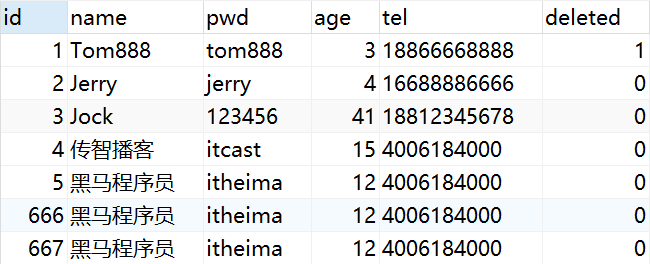 id name pwd age tel deleted
1 Tom888 tom888 3 18866668888 1
2 Jerry jerry 4 16688886666 0
3 Jock 123456 41 18812345678 0
4 传智播客 itcast 15 4006184000 0
5 黑马程序员 itheima 12 4006184000 0
666 黑马程序员 itheima 12 4006184000 0
667 黑马程序员 itheima 12 4006184000 0